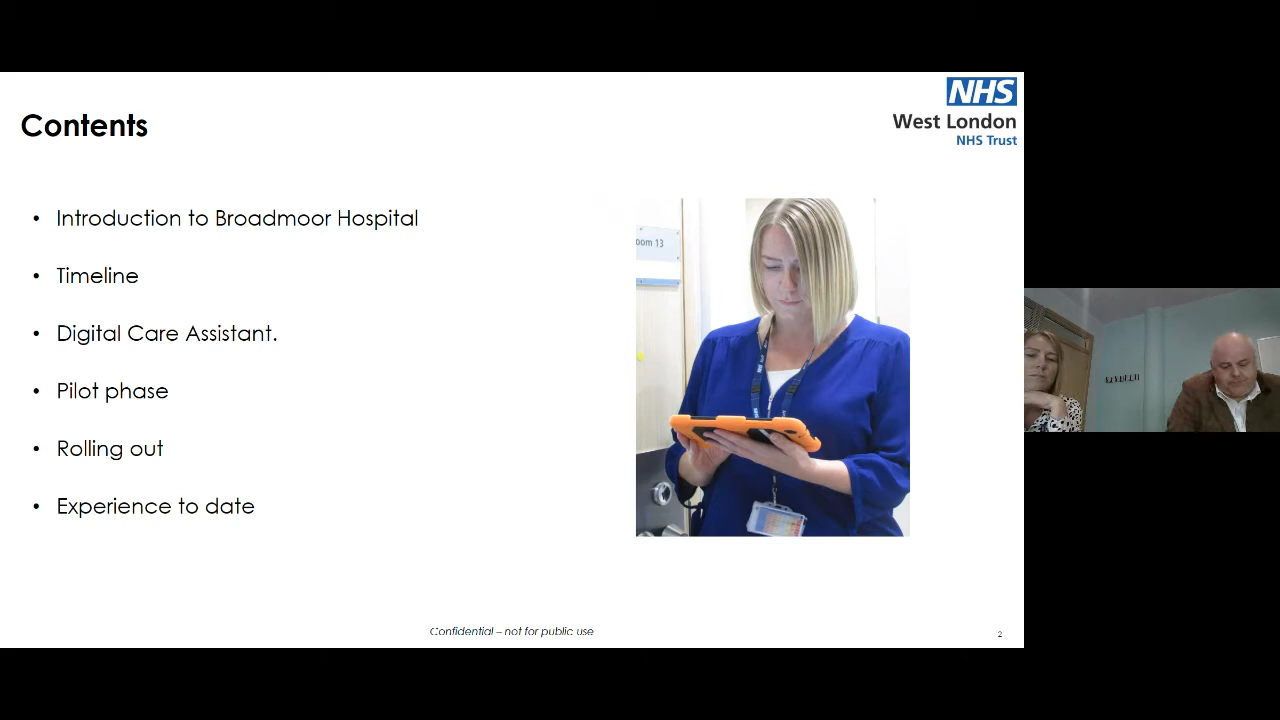 NHS
West London
NHS Trust
Contents
• Introduction to Broadmoor Hospital
• Timeline
• Digital Care Assistant.
• Pilot phase
• Rolling out
• Experience to date
oom 13
Confidential – not for public use
2